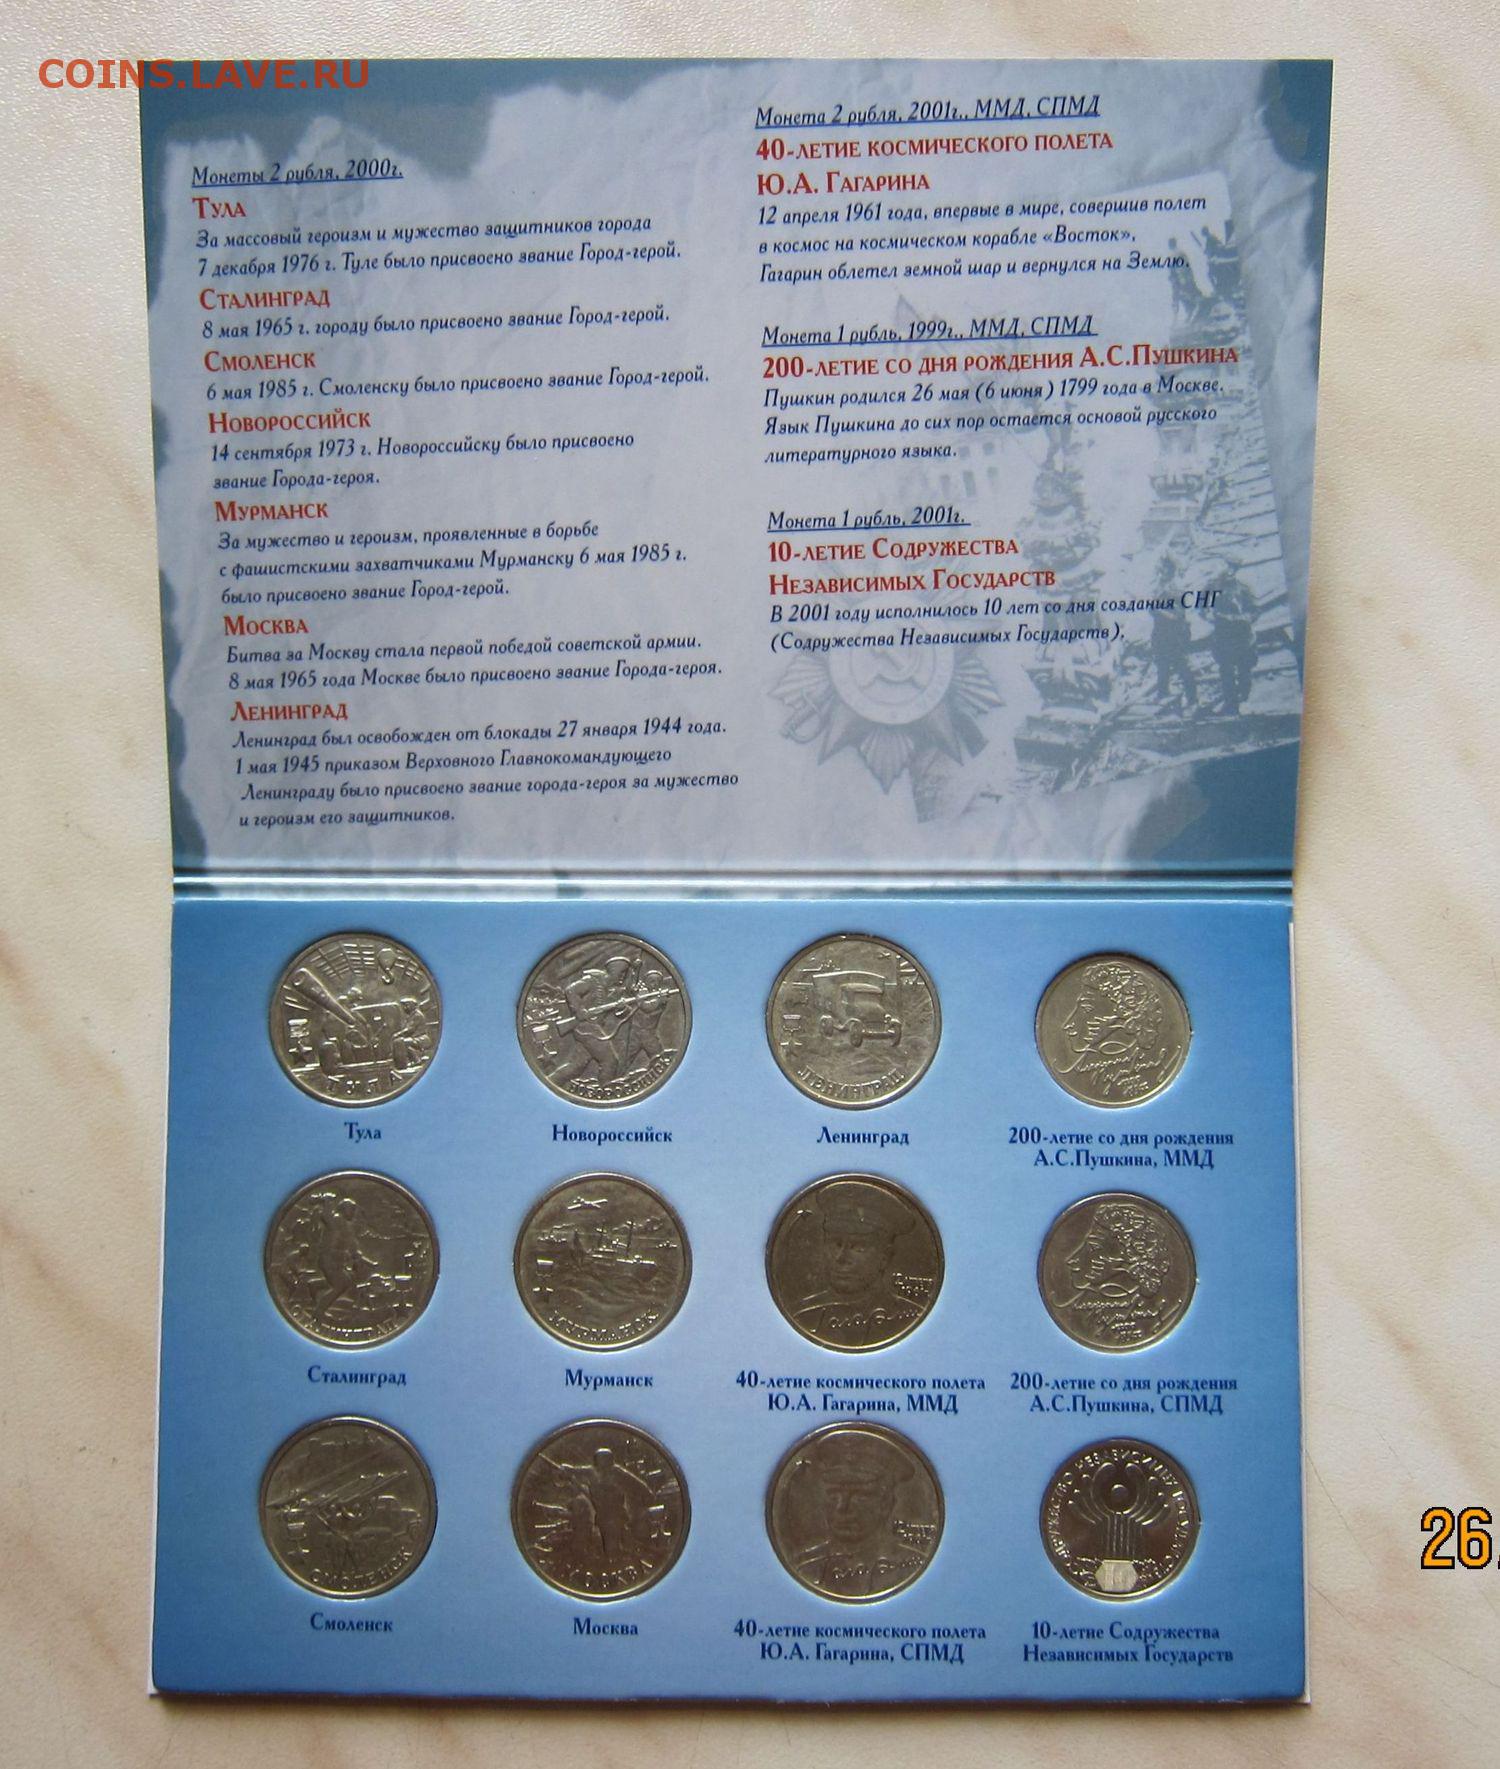 COINS.LAVE.RU
Монеты 2 рубля, 2000г.
Тула
За массовый героизм и мужество защитников города
7 декабря 1976 г. Туле было присвоено звание Город-герой.
Сталинград
8 мая 1965 г. городу было присвоено звание Город-герой.
Смоленск
6 мая 1985 г. Смоленску было присвоено звание Город-герой.
Новороссийск
14 сентября 1973 г. Новороссийску было присвоено
звание Города-героя.
Мурманск
За мужество и героизм, проявленные в борьбе
с фашистскими захватчиками Мурманску 6 мая 1985 г.
было присвоено звание Город-герой.
Москва
Битва за Москву стала первой победой советской армии.
8 мая 1965 года Москве было присвоено звание Города-героя.
Ленинград
Ленинград был освобожден от блокады 27 января 1944 года.
1 мая 1945 приказом Верховного Главнокомандующего
Ленинграду было присвоено звание города-героя за мужество
и героизм его защитников.
Монета 2 рубля, 2001г., ММД, СПМД
40-летие космического полета
Ю.А. Гагарина
12 апреля 1961 года, впервые в мире, совершив полет
в космос на космическом корабле «Восток»,
Гагарин облетел земной шар и вернулся на Землю.
Монета 1 рубль, 1999г., ММД, СПМД
200-летие со дня рождения А.С.Пушкина
Пушкин родился 26 мая (6 июня) 1799 года в Москве.
Язык Пушкина до сих пор остается основой русского
литературного языка.
Монета 1 рубль, 2001г.
10-летие Содружества
Независимых Государств
В 2001 году исполнилось 10 лет со дня создания СНГ
(Содружества Независимых Государств).
ТУЛА
НОВОРОССИЙСК
ЛЕНИНГРАД
Тула
Новороссийск
Ленинград
200-летие со дня рождения
А.С.Пушкина, ММД
СТАЛИНГРАД
МУРМАНСК
Гагарин
Сталинград
Мурманск
40-летие космического полета
Ю.А. Гагарина, ММД
200-летие со дня рождения
А.С.Пушкина, СПМД
СМОЛЕНСК
МОСКВА
Гагарин
СОДРУЖЕСТВО НЕЗАВИСИМЫХ ГОСУДАРСТВ
Смоленск
Москва
40-летие космического полета
Ю.А. Гагарина, СПМД
10-летие Содружества
Независимых Государств
26.